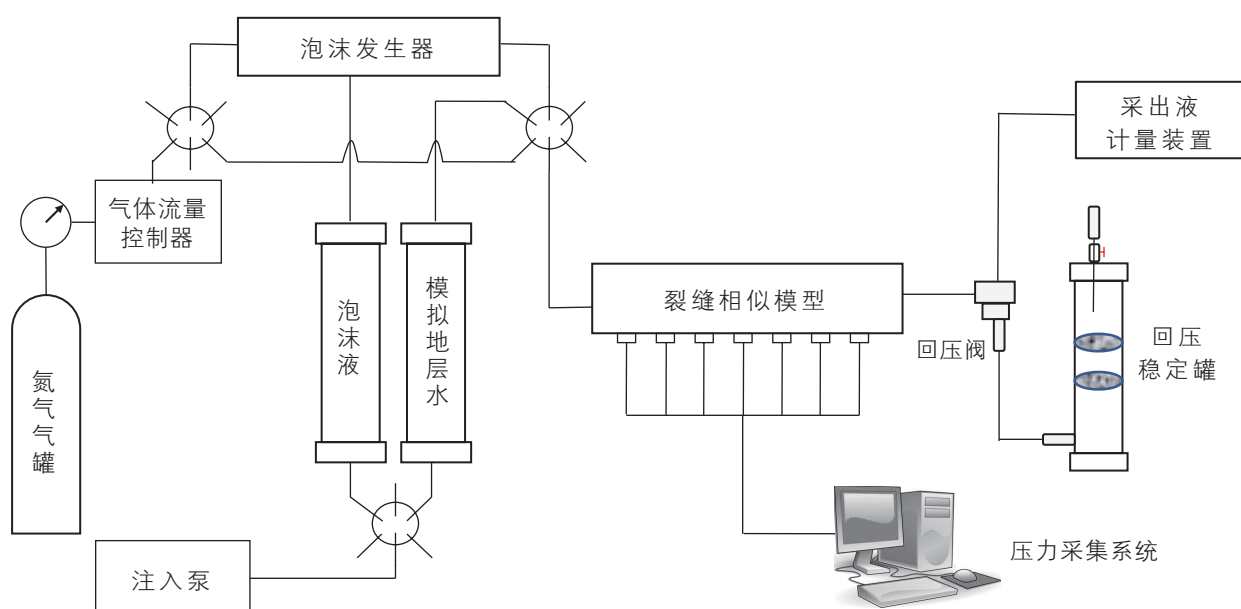 泡沫发生器
采出液
计量装置
气体流量
控制器
泡沫液
模拟地层水
裂缝相似模型
回压阀
回压
稳定罐
氮气气罐
压力采集系统
注入泵